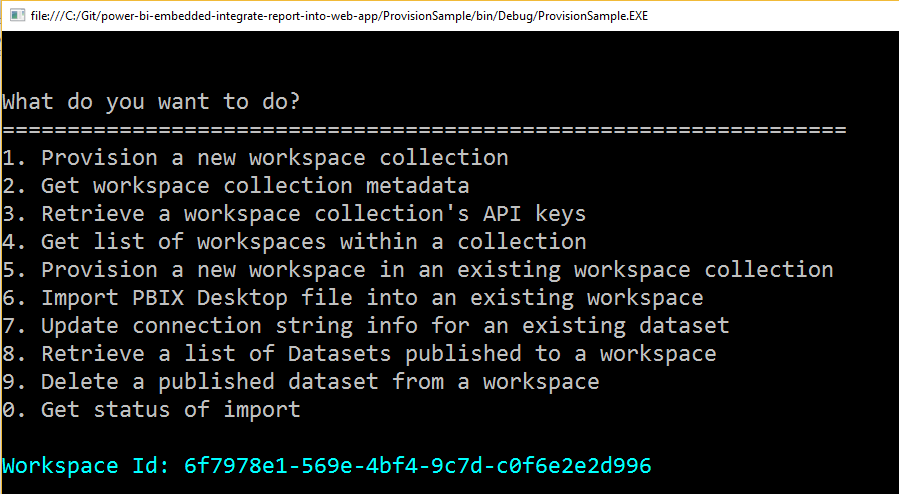 file:///C:/Git/power-bi-embedded-integrate-report-into-web-app/ProvisionSample/bin/Debug/ProvisionSample.EXE
What do you want to do?
=================================================================
1. Provision a new workspace collection
2. Get workspace collection metadata
3. Retrieve a workspace collection's API keys
4. Get list of workspaces within a collection
5. Provision a new workspace in an existing workspace collection
6. Import PBIX Desktop file into an existing workspace
7. Update connection string info for an existing dataset
8. Retrieve a list of Datasets published to a workspace
9. Delete a published dataset from a workspace
0. Get status of import
Workspace Id: 6f7978e1-569e-4bf4-9c7d-c0f6e2e2d996